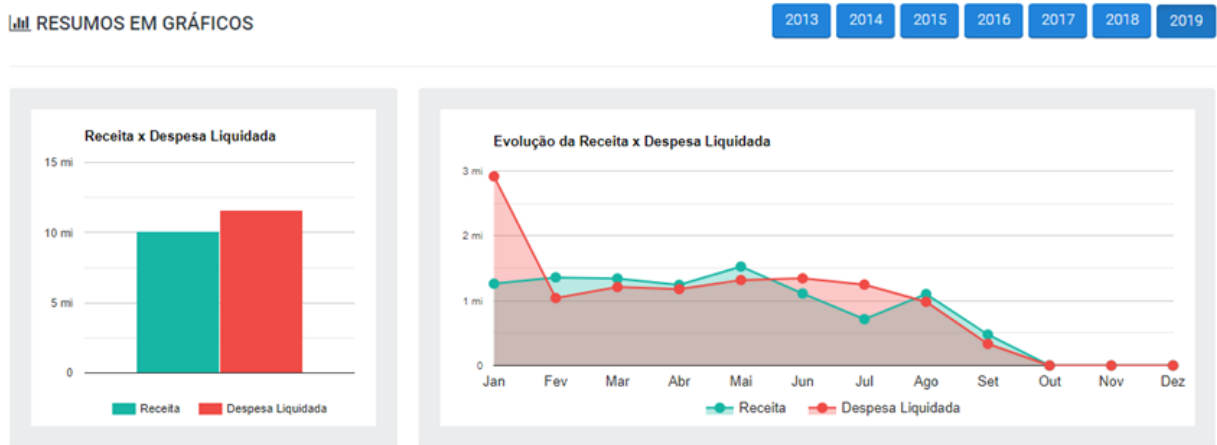 RESUMOS EM GRÁFICOS
2013 2014 2015 2016 2017 2018 2019
Receita x Despesa Liquidada
15 mi
10 mi
5 mi
0
Receita Despesa Liquidada
Evolução da Receita x Despesa Liquidada
3 mi
2 mi
1 mi
0
Jan Fev Mar Abr Mai Jun Jul Ago Set Out Nov Dez
Receita Despesa Liquidada